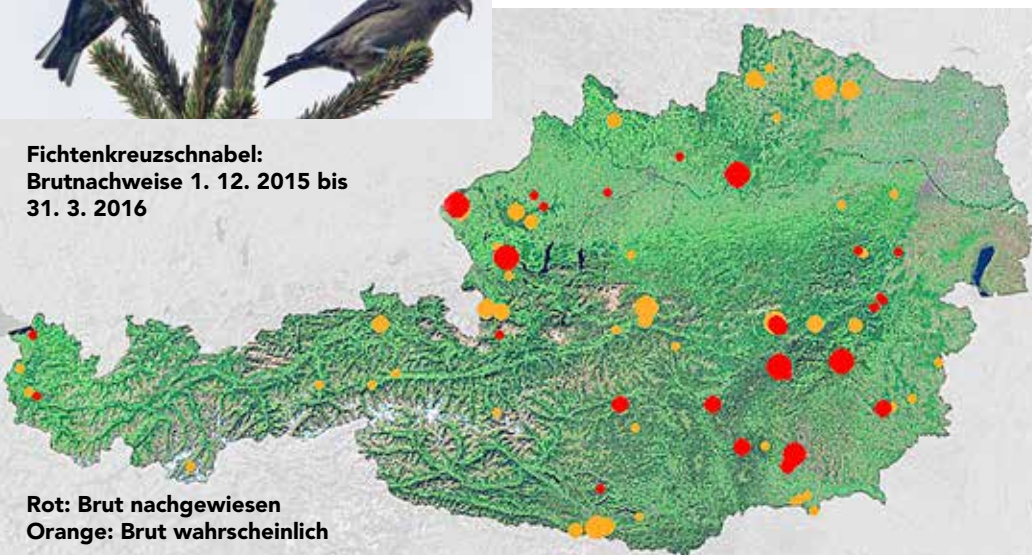 Fichtenkreuzschnabel:
Brutnachweise 1. 12. 2015 bis
31. 3. 2016
Rot: Brut nachgewiesen
Orange: Brut wahrscheinlich